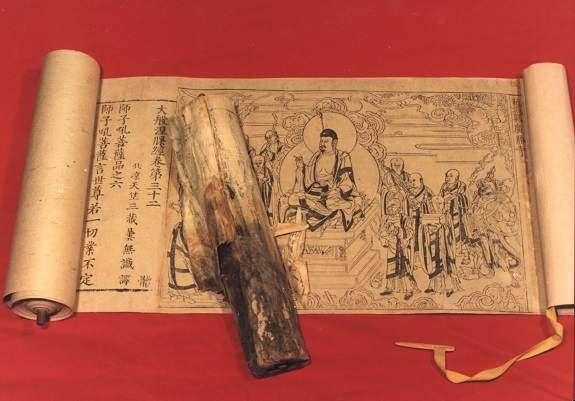 大般涅槃經卷第三十二
北涼天竺三藏曇無讖譯
師子吼菩薩品之六
師子吼菩薩言世尊若一切業不定